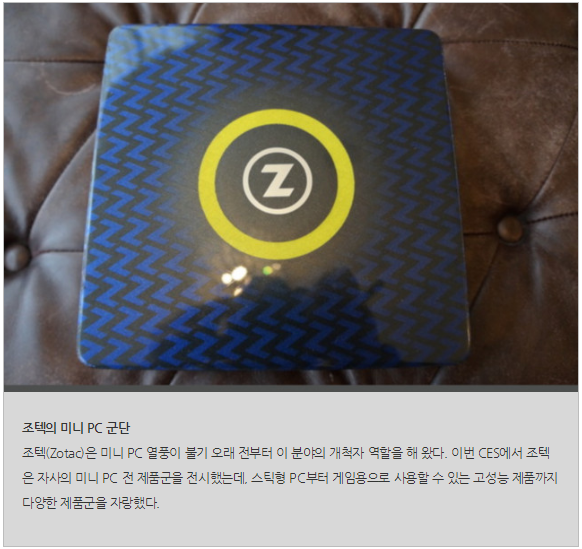 Z
조텍의 미니 PC 군단
조텍(Zotac)은 미니 PC 열풍이 불기 오래 전부터 이 분야의 개척자 역할을 해 왔다. 이번 CES에서 조텍
은 자사의 미니 PC 전 제품군을 전시했는데, 스틱형 PC부터 게임용으로 사용할 수 있는 고성능 제품까지
다양한 제품군을 자랑했다.